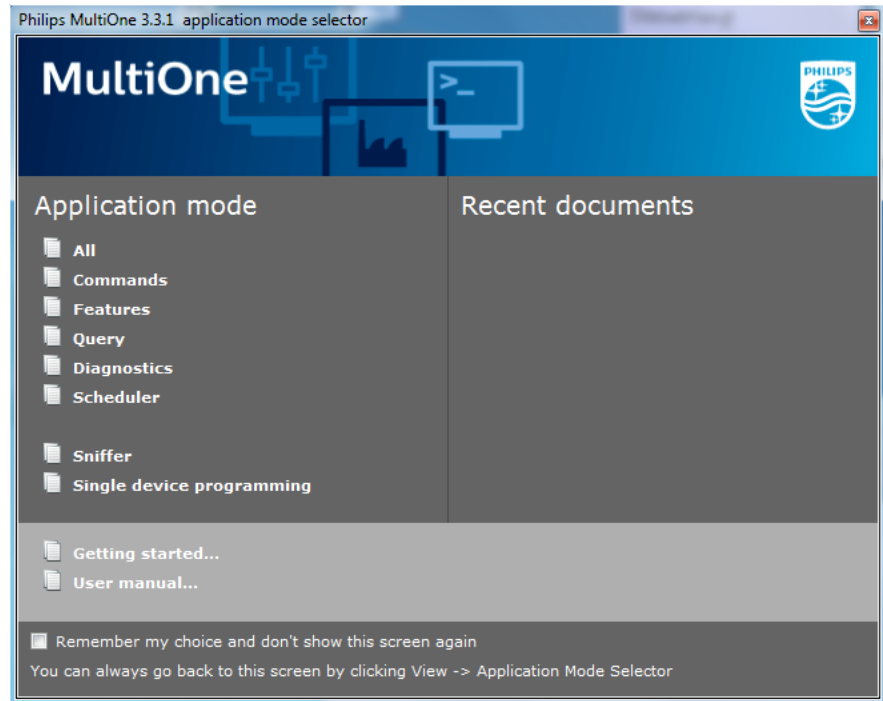 Philips MultiOne 3.3.1 application mode selector
MultiOne
>_
PHILIPS
Application mode
All
Commands
Features
Query
Diagnostics
Scheduler
Sniffer
Single device programming
Recent documents
Getting started...
User manual...
Remember my choice and don't show this screen again
You can always go back to this screen by clicking View -> Application Mode Selector